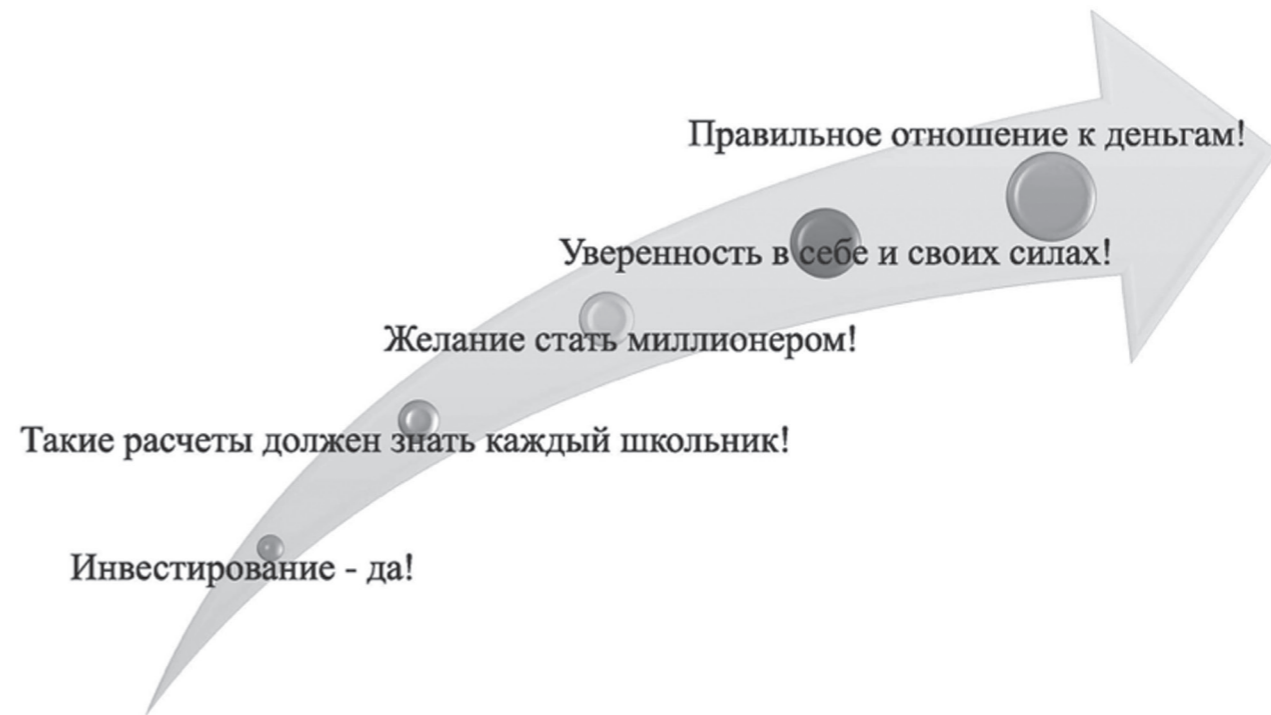 Правильное отношение к деньгам!
Уверенность в себе и своих силах!
Желание стать миллионером!
Такие расчеты должен знать каждый школьник!
Инвестирование - да!